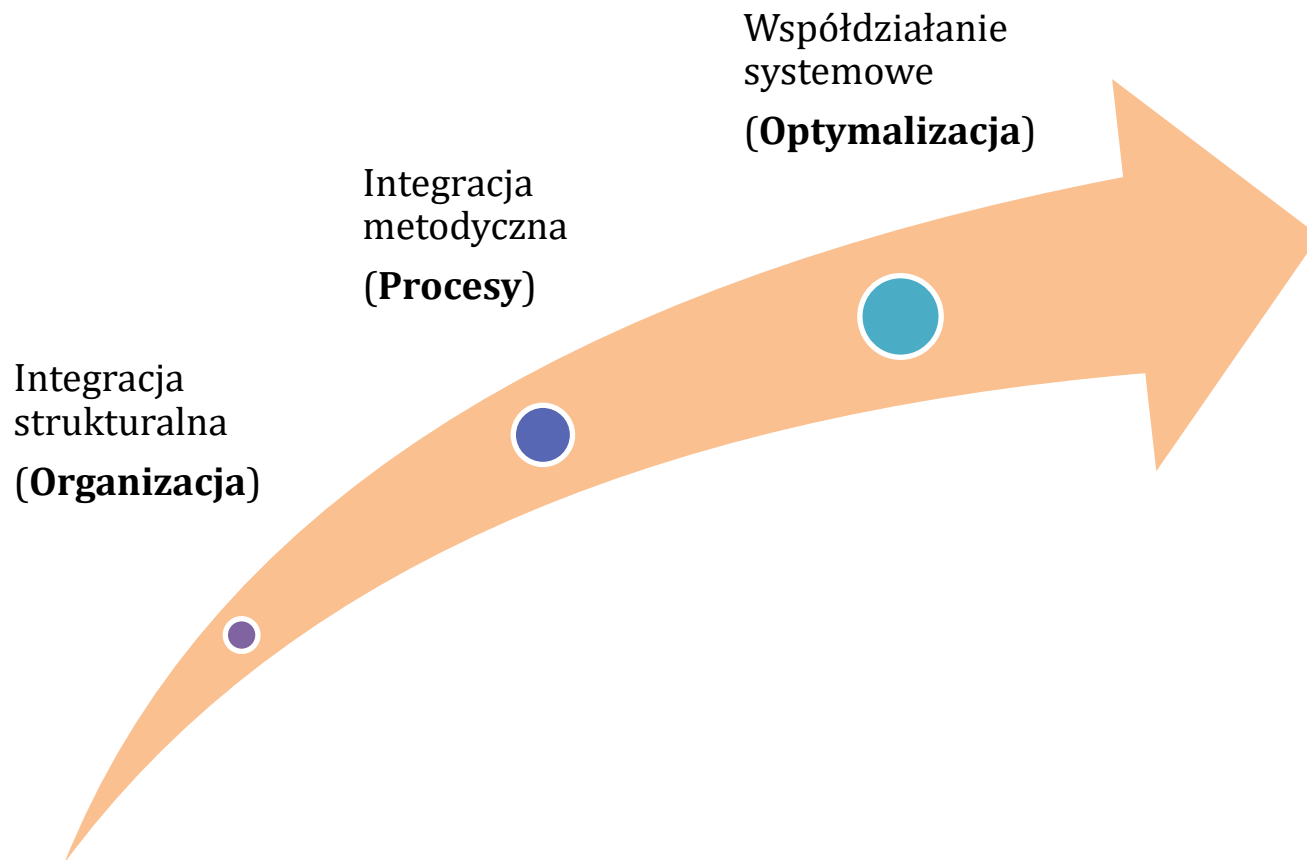 Integracja
strukturalna
(Organizacja)
Integracja
metodyczna
(Procesy)
Współdziałanie
systemowe
(Optymalizacja)